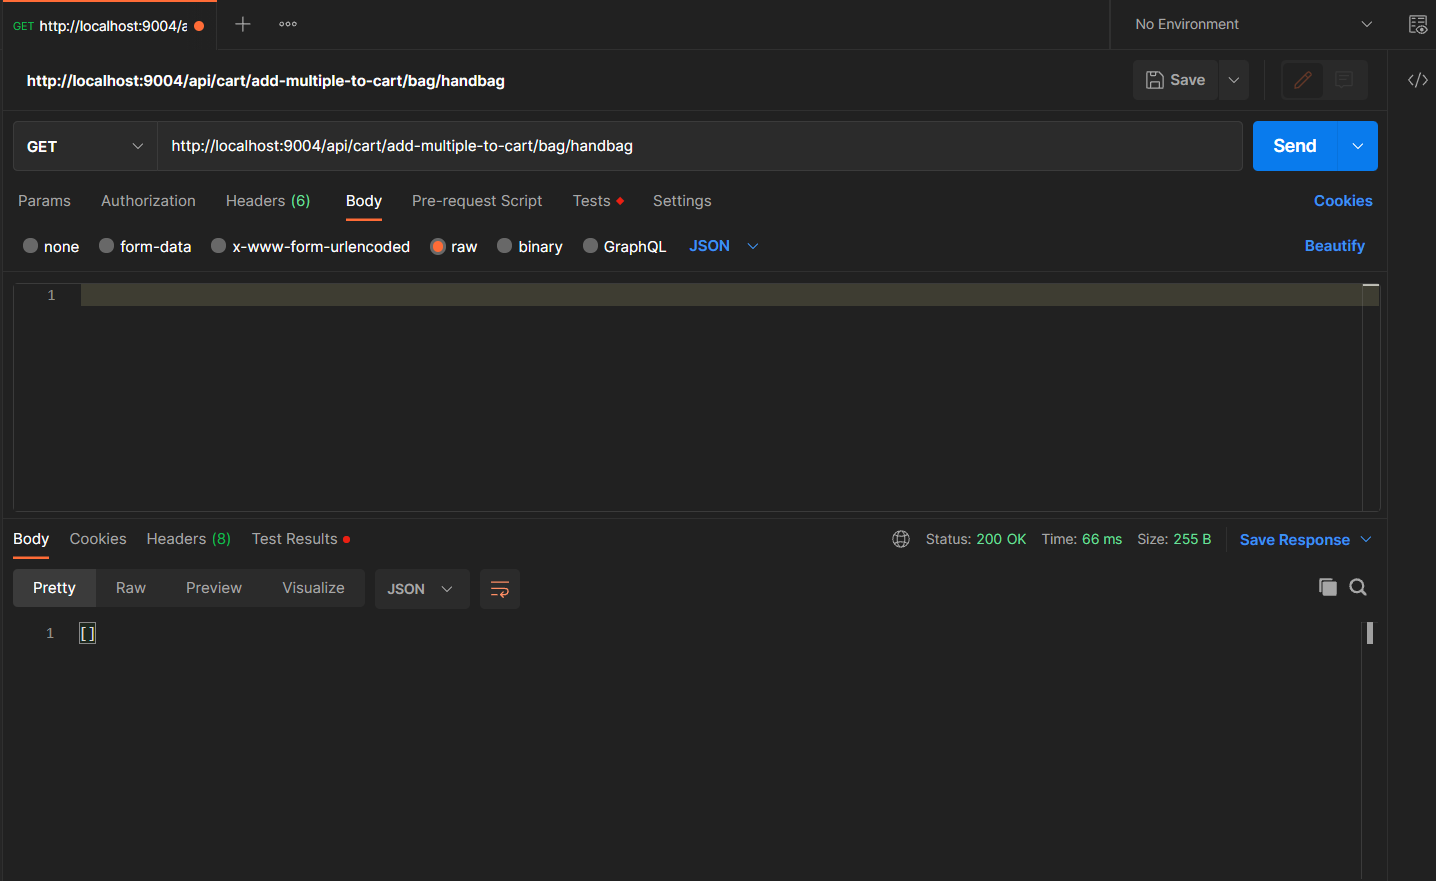 GET http://localhost:9004/a
No Environment
http://localhost:9004/api/cart/add-multiple-to-cart/bag/handbag
Save
GET http://localhost:9004/api/cart/add-multiple-to-cart/bag/handbag Send
Params Authorization Headers (6) Body Pre-request Script Tests Settings Cookies
none form-data x-www-form-urlencoded raw binary GraphQL JSON Beautify
1
Body Cookies Headers (8) Test Results Status: 200 OK Time: 66 ms Size: 255 B Save Response
Pretty Raw Preview Visualize JSON
1 []